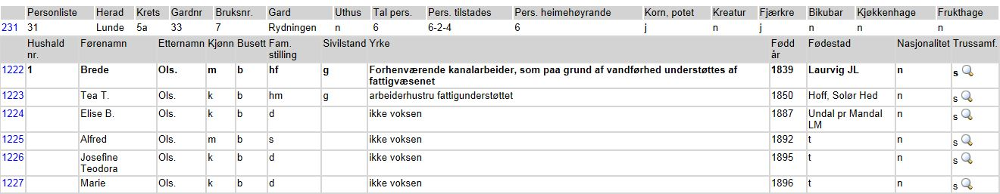 Personliste Herad Krets Gardnr Bruksnr. Gard Uthus Tal pers. Pers. tilstades Pers. heimehøyrande Korn, potet Kreatur Fjærkre Bikubar Kjøkkenhage Frukthage
231 31 Lunde 5a 33 7 Rydningen n 6 6-2-4 6 j n j n n n
Hushald nr. Førenamn Etternamn Kjønn Busett Fam. stilling Sivilstand Yrke Fødd år Fødestad Nasjonalitet Trussamf.
1222 1 Brede Ols. m b hf g Forhenværende kanalarbeider, som paa grund af vandførhed understøttes af fattigvæsenet 1839 Laurvig JL n s
1223 Tea T. Ols. k b hm g arbeiderhustru fattigunderstøttet 1850 Hoff, Solør Hed n s
1224 Elise B. Ols. k b d ikke voksen 1887 Undal pr Mandal LM n s
1225 Alfred Ols. m b s ikke voksen 1892 t n s
1226 Josefine Teodora Ols. k b d ikke voksen 1895 t n s
1227 Marie Ols. k b d ikke voksen 1896 t n s